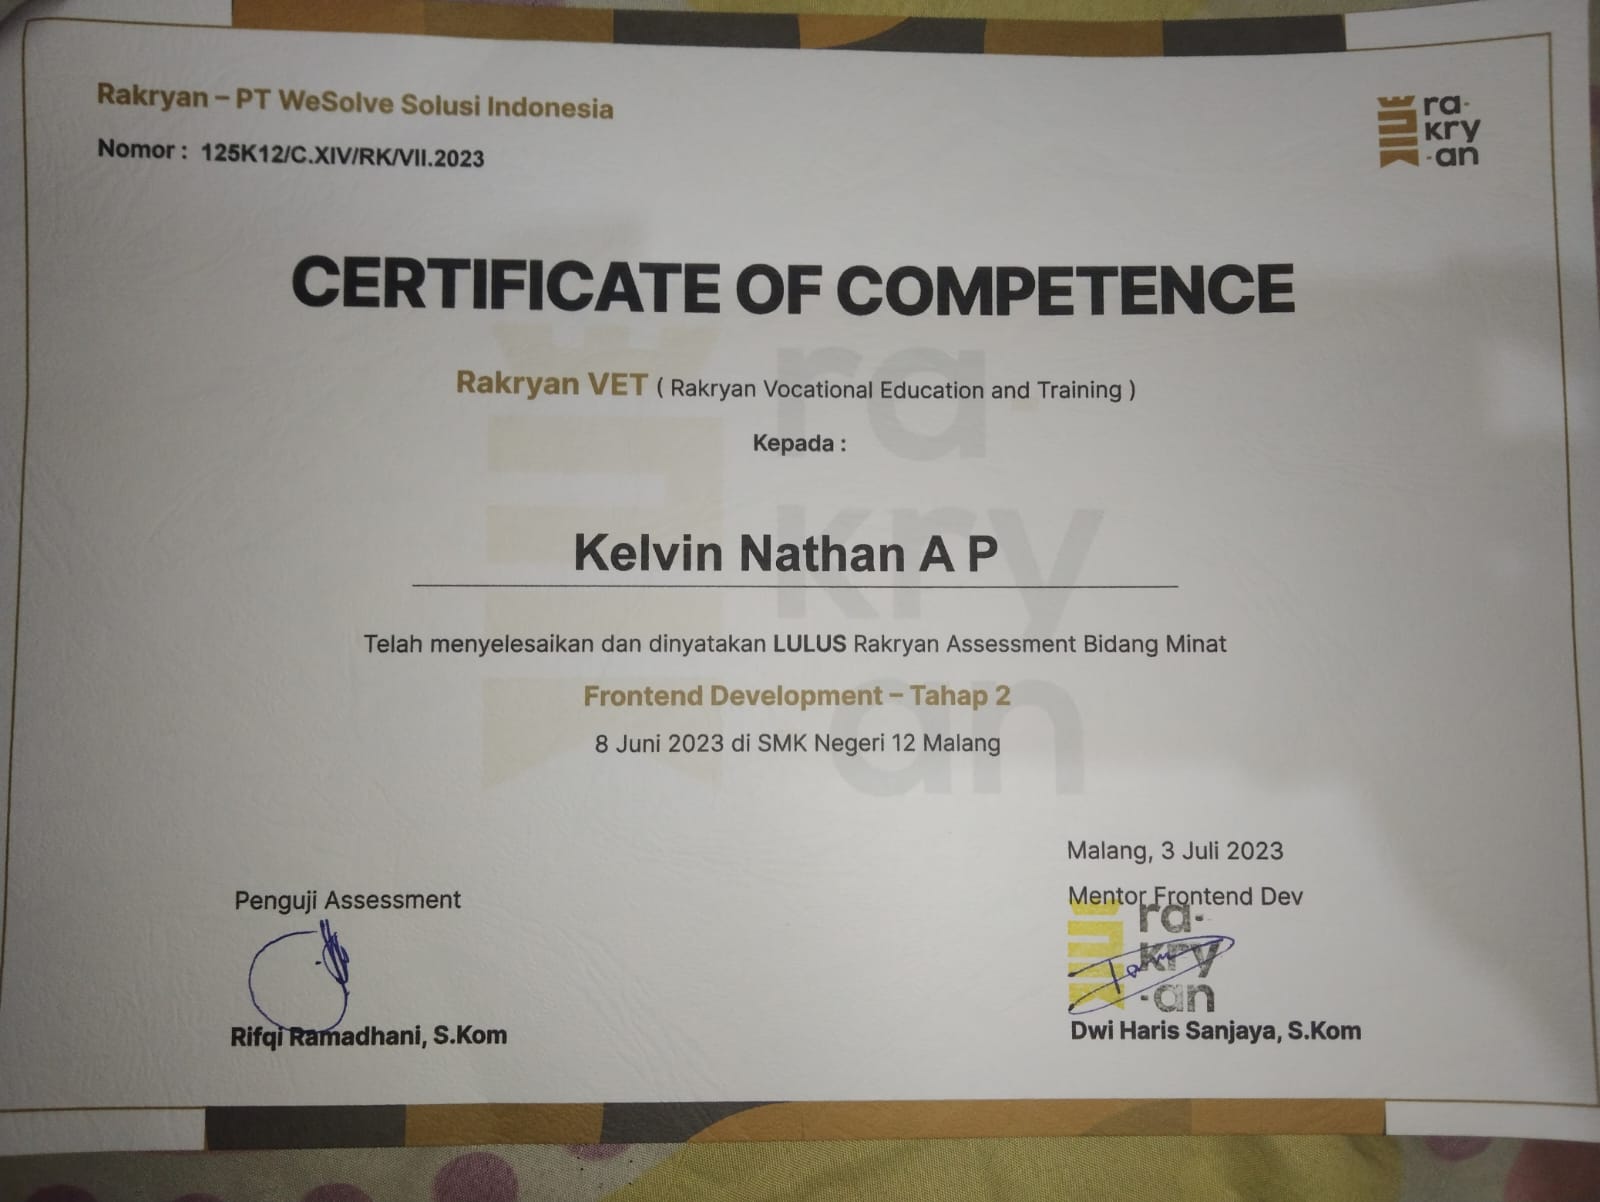 Rakryan – PT WeSolve Solusi Indonesia
Nomor : 125K12/C.XIV/RK/VII.2023
ra-
kry
-an
CERTIFICATE OF COMPETENCE
Rakryan VET ( Rakryan Vocational Education and Training )
Kepada :
Kelvin Nathan A P
Telah menyelesaikan dan dinyatakan LULUS Rakryan Assessment Bidang Minat
Frontend Development – Tahap 2
8 Juni 2023 di SMK Negeri 12 Malang
ra-
kry
-an
Malang, 3 Juli 2023
Penguji Assessment
Mentor Frontend Dev
ra-
kry
-an
Rifqi Ramadhani, S.Kom
Dwi Haris Sanjaya, S.Kom